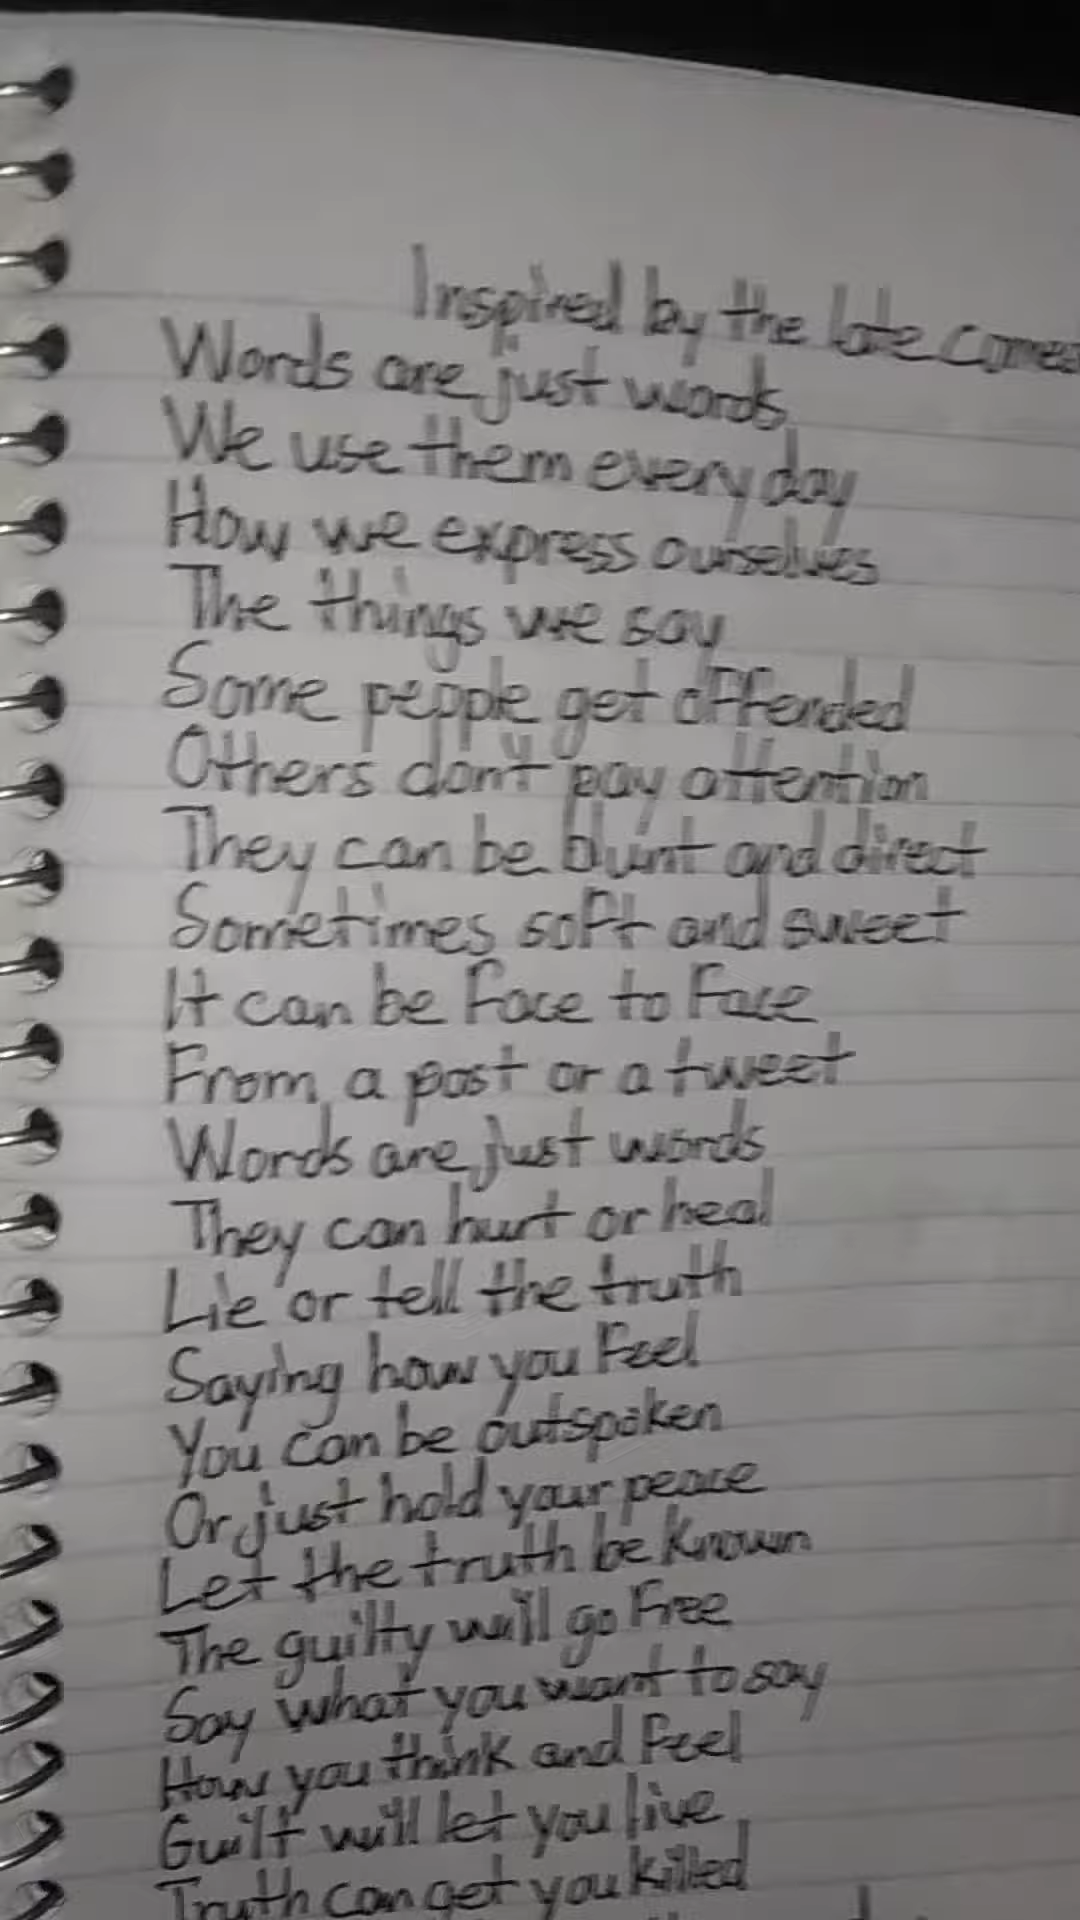 Inspired by the late
Words are just words
We use them every day
How we express ourselves
The things we say
Some people get offended
Others don't pay attention
They can be blunt and direct
Sometimes soft and sweet
It can be face to face
From a post or a tweet
Words are just words
They can hurt or heal
Lie or tell the truth
Saying how you feel
You can be outspoken
Or just hold your peace
Let the truth be known
The guilty will go free
Say what you want to say
How you think and feel
Guilt will let you live
Truth can get you killed